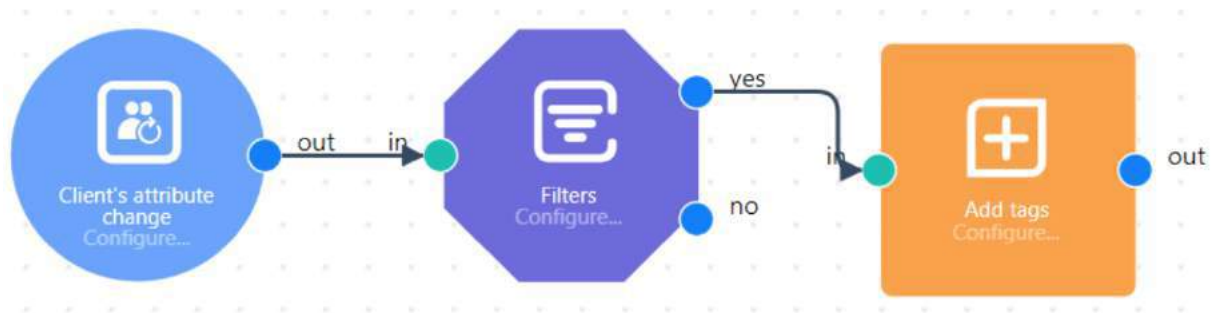 Client's attribute
change
Configure...
out
in
Filters
Configure...
yes
no
in
Add tags
Configure...
out